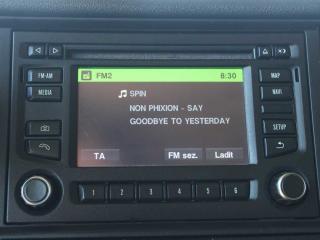 FM2 6:30
FM-AM
MEDIA
MAP
NAVI
SPIN
NON PHIXION - SAY
GOODBYE TO YESTERDAY
SETUP
TA FM sez. Ladit
1 2 3 4 5 6